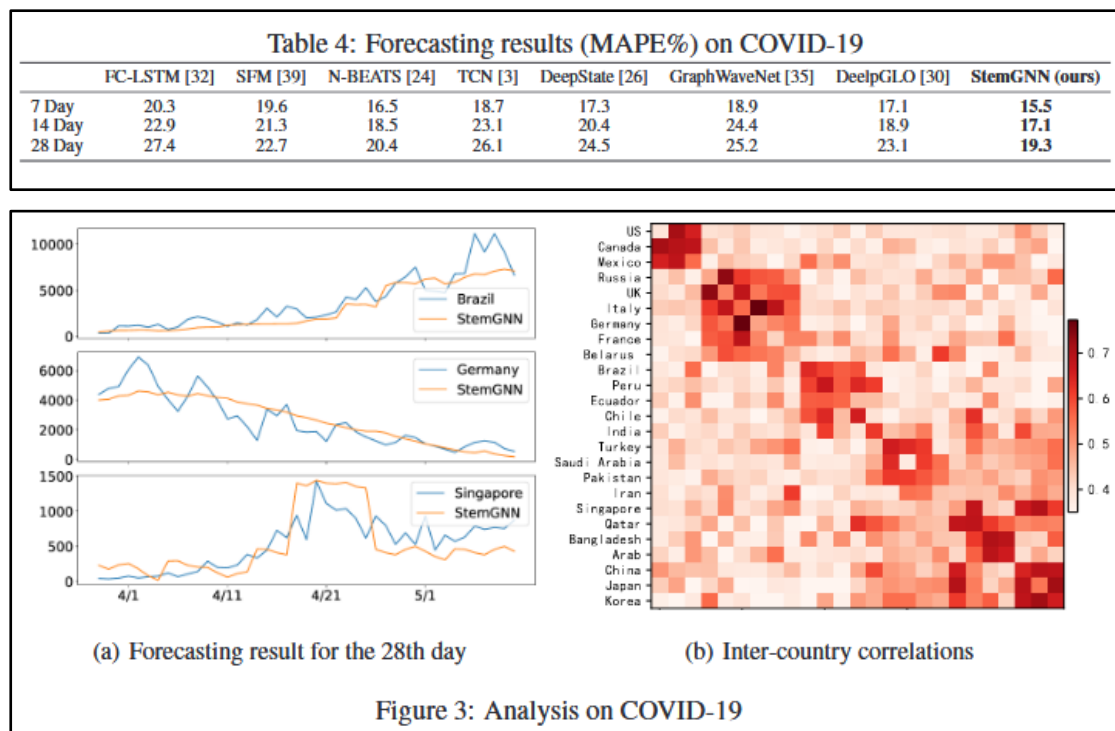 Table 4: Forecasting results (MAPE%) on COVID-19
FC-LSTM [32] SFM [39] N-BEATS [24] TCN [3] DeepState [26] GraphWaveNet [35] DeelpGLO [30] StemGNN (ours)
7 Day 20.3 19.6 16.5 18.7 17.3 18.9 17.1 15.5
14 Day 22.9 21.3 18.5 23.1 20.4 24.4 18.9 17.1
28 Day 27.4 22.7 20.4 26.1 24.5 25.2 23.1 19.3
10000
5000
0
Brazil
StemGNN
6000
4000
2000
0
Germany
StemGNN
1500
1000
500
0
Singapore
StemGNN
4/1 4/11 4/21 5/1
(a) Forecasting result for the 28th day
US
Canada
Mexico
Russia
UK
Italy
Germany
France
Belarus
Brazil
Peru
Ecuador
Chile
India
Turkey
Saudi Arabia
Pakistan
Iran
Singapore
Qatar
Bangladesh
Arab
China
Japan
Korea
0.7
0.6
0.5
0.4
(b) Inter-country correlations
Figure 3: Analysis on COVID-19